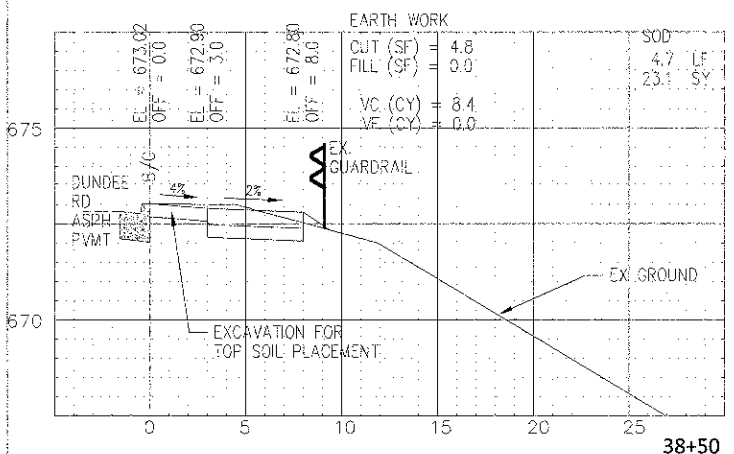 EARTH WORK
CUT (SF) = 4.8
FILL (SF) = 0.0
VC (CY) = 8.4
VF (CY) = 0.0
SOD
4.7 LF
23.1 SY
EL = 673.02
OFF = 0.0
EL = 672.90
OFF = 3.0
EL = 672.80
OFF = 8.0
675
B/C
EX.
GUARDRAIL
DUNDEE
RD
ASPH
PVMT
4%
2%
EX GROUND
670
EXCAVATION FOR
TOP SOIL PLACEMENT
0 5 10 15 20 25
38+50